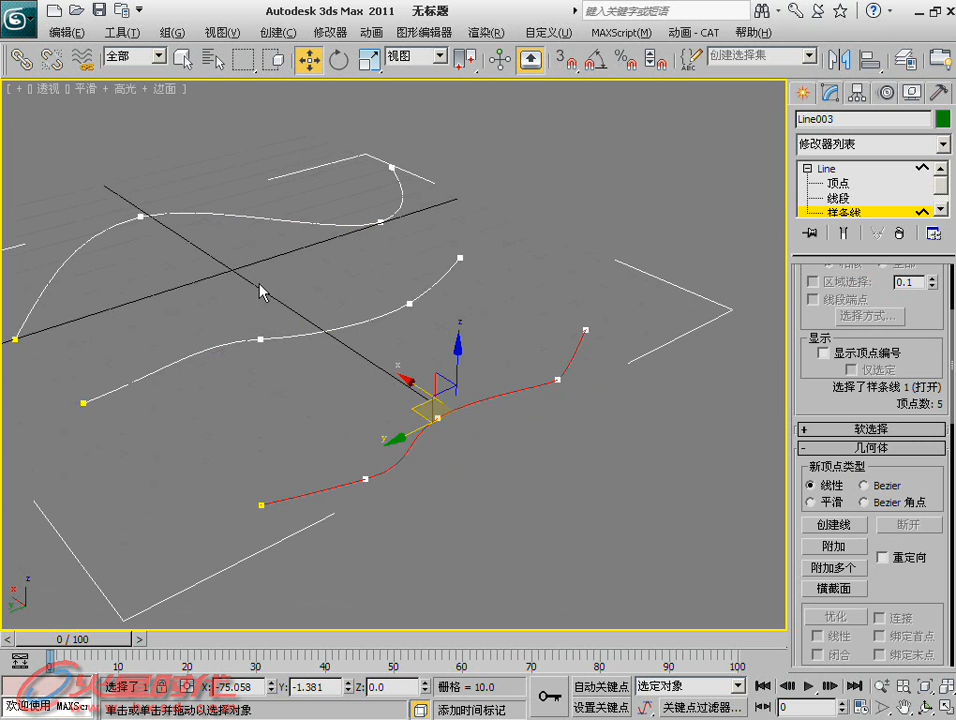 Autodesk 3ds Max 2011 无标题
键入关键字或短语
编辑(E) 工具(T) 组(G) 视图(V) 创建(C) 修改器 动画 图形编辑器 渲染(R) 自定义(U) MAXScript(M) 动画 - CAT 帮助(H)
全部 视图 3 创建选择集
[ + [] 透视 [ 平滑 + 高光 + 边面 ]
Line003
修改器列表
Line
顶点
线段
样条线
区域选择: 0.1
线段端点
选择方式...
显示
显示顶点编号
仅选定
选择了样条线 1 (打开)
顶点数: 5
+ 软选择
- 几何体
新顶点类型
线性 Bezier
平滑 Bezier 角点
创建线 断开
附加 重定向
附加多个
横截面
优化 连接
线性 绑定首点
闭合 绑定末点
z
x
y
z
x
y
< 0 / 100 >
0 10 20 30 40 50 60 70 80 90 100
选择了 1 X: -75.058 Y: -1.381 Z: 0.0 栅格 = 10.0 自动关键点 选定对象
欢迎使用 MAXScr 单击或单击并拖动以选择对象 添加时间标记 设置关键点 关键点过滤器... 0